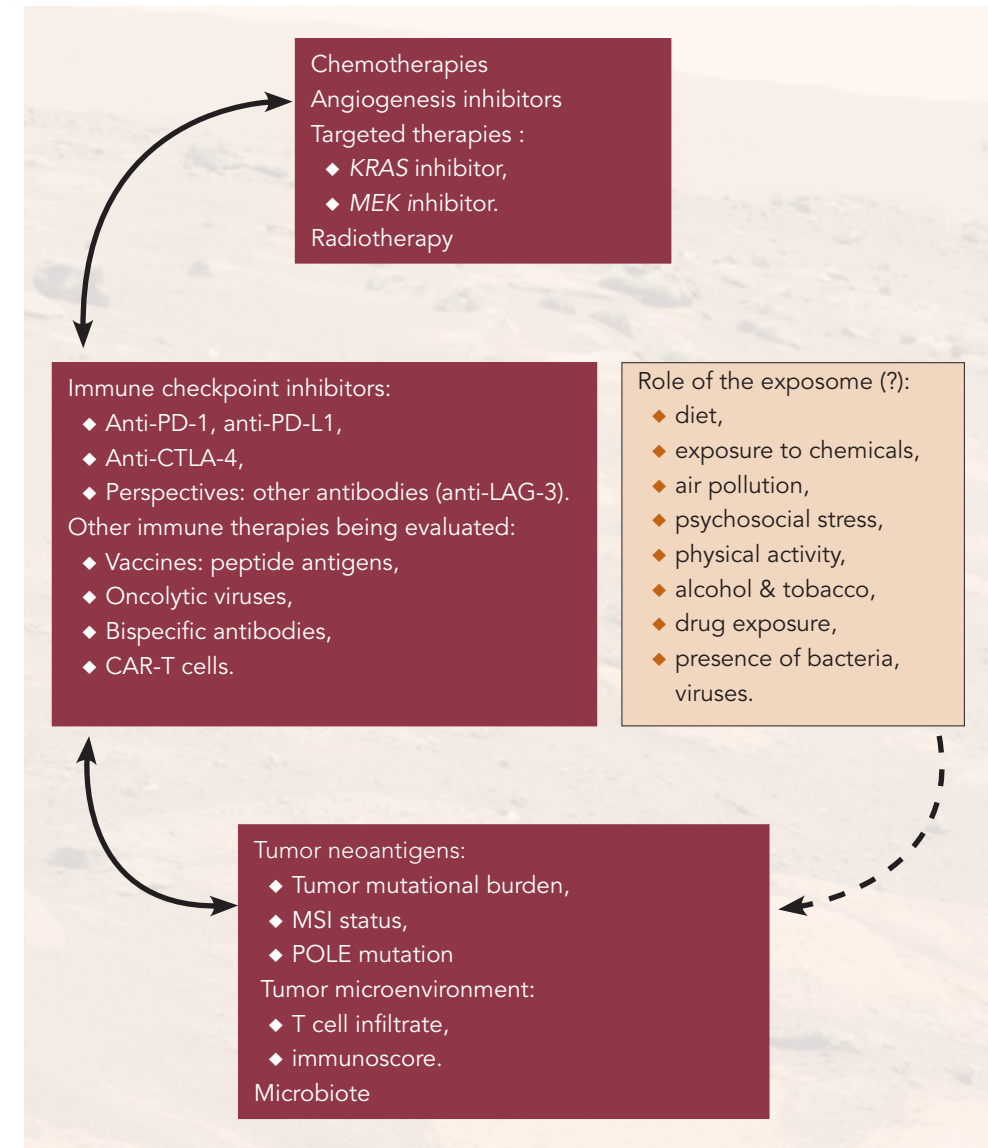 Chemotherapies
Angiogenesis inhibitors
Targeted therapies :
◆ KRAS inhibitor,
◆ MEK inhibitor.
Radiotherapy
Immune checkpoint inhibitors:
◆ Anti-PD-1, anti-PD-L1,
◆ Anti-CTLA-4,
◆ Perspectives: other antibodies (anti-LAG-3).
Other immune therapies being evaluated:
◆ Vaccines: peptide antigens,
◆ Oncolytic viruses,
◆ Bispecific antibodies,
◆ CAR-T cells.
Role of the exposome (?):
◆ diet,
◆ exposure to chemicals,
◆ air pollution,
◆ psychosocial stress,
◆ physical activity,
◆ alcohol & tobacco,
◆ drug exposure,
◆ presence of bacteria,
viruses.
Tumor neoantigens:
◆ Tumor mutational burden,
◆ MSI status,
◆ POLE mutation
Tumor microenvironment:
◆ T cell infiltrate,
◆ immunoscore.
Microbiote